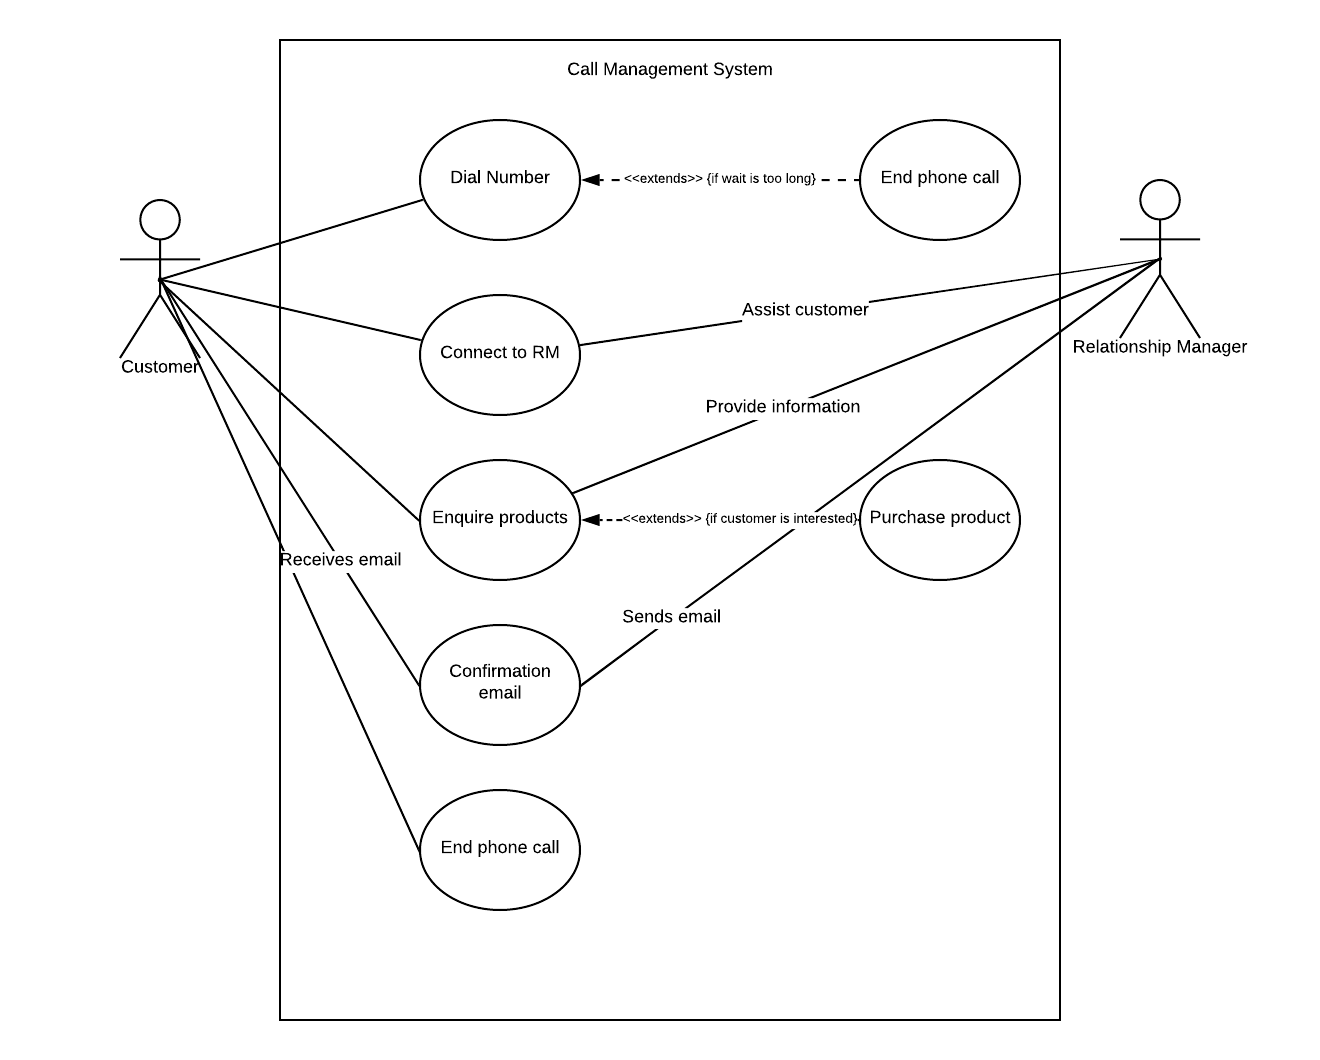 Call Management System
Dial Number
<<extends>> {if wait is too long}
End phone call
Customer
Relationship Manager
Assist customer
Connect to RM
Provide information
Enquire products
<<extends>> {if customer is interested}
Purchase product
Receives email
Sends email
Confirmation
email
End phone call